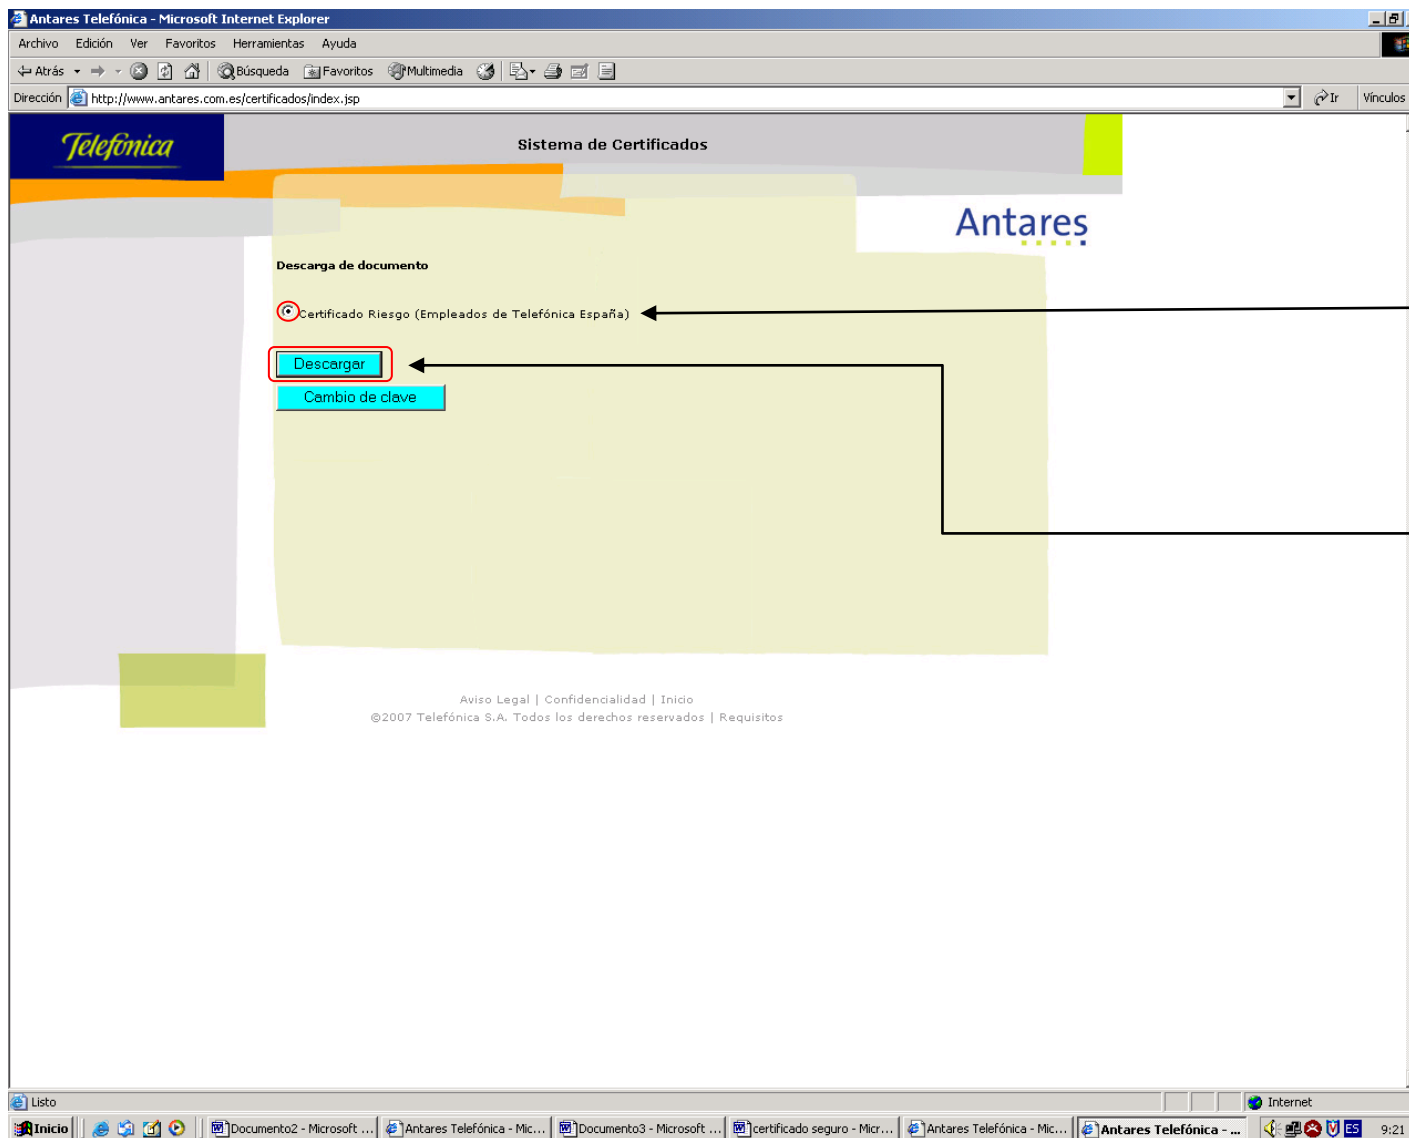 Antares Telefónica - Microsoft Internet Explorer
Archivo Edición Ver Favoritos Herramientas Ayuda
Atrás Búsqueda Favoritos Multimedia
Dirección http://www.antares.com.es/certificados/index.jsp Ir Vínculos
Telefónica
Sistema de Certificados
Antares
Descarga de documento
Certificado Riesgo (Empleados de Telefónica España)
Descargar
Cambio de clave
Aviso Legal | Confidencialidad | Inicio
©2007 Telefónica S.A. Todos los derechos reservados | Requisitos
Listo Internet
Inicio Documento2 - Microsoft ... Antares Telefónica - Mic... Documento3 - Microsoft ... certificado seguro - Micr... Antares Telefónica - Mic... Antares Telefónica - ... ES 9:21